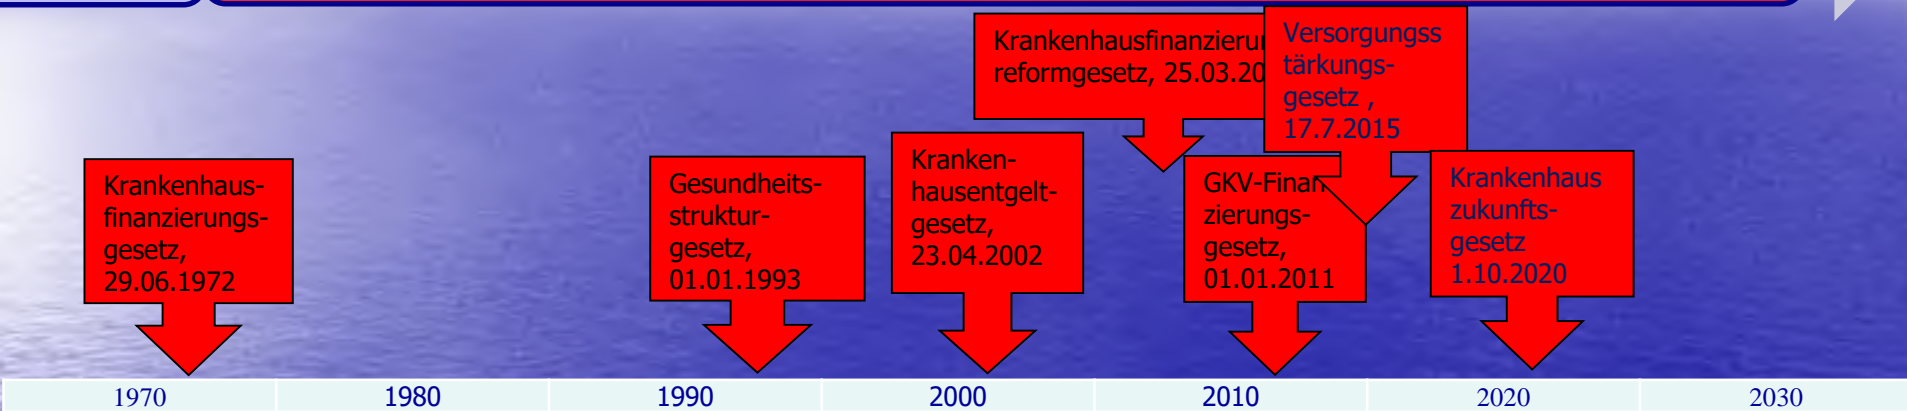 Krankenhaus-
finanzierungs-
gesetz,
29.06.1972
Gesundheits-
struktur-
gesetz,
01.01.1993
Kranken-
hausentgelt-
gesetz,
23.04.2002
Krankenhausfinanzieru
reformgesetz, 25.03.20
GKV-Finan
zierungs-
gesetz,
01.01.2011
Versorgungss
tärkungs-
gesetz ,
17.7.2015
Krankenhaus
zukunfts-
gesetz
1.10.2020
1970 1980 1990 2000 2010 2020 2030